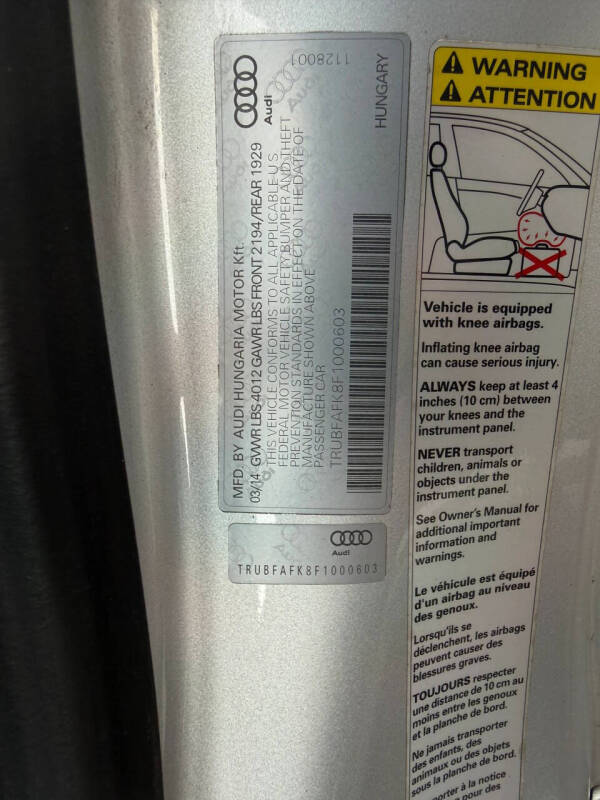 Audi
1128001
MFD. BY AUDI HUNGARIA MOTOR Kft.
HUNGARY
03/14 GVWR LBS 4012 GAWR LBS FRONT 2194/REAR 1929
THIS VEHICLE CONFORMS TO ALL APPLICABLE U S
FEDERAL MOTOR VEHICLE SAFETY BUMPER AND THEFT
PREVENTION STANDARDS IN EFFECT ON THE DATE OF
MANUFACTURE SHOWN ABOVE
PASSENGER CAR
TRUBFAFK8F1000603
Audi
TRUBFAFK8F1000603
WARNING
ATTENTION
Vehicle is equipped
with knee airbags.
Inflating knee airbag
can cause serious injury.
ALWAYS keep at least 4
inches (10 cm) between
your knees and the
instrument panel.
NEVER transport
children, animals or
objects under the
instrument panel.
See Owner's Manual for
additional important
information and
warnings.
Le véhicule est équipé
d'un airbag au niveau
des genoux.
Lorsqu'ils se
déclenchent, les airbags
peuvent causer des
blessures graves.
TOUJOURS respecter
une distance de 10 cm au
moins entre les genoux
et la planche de bord.
Ne jamais transporter
des enfants, des
animaux ou des objets
sous la planche de bord.
porter à la notice
pour des